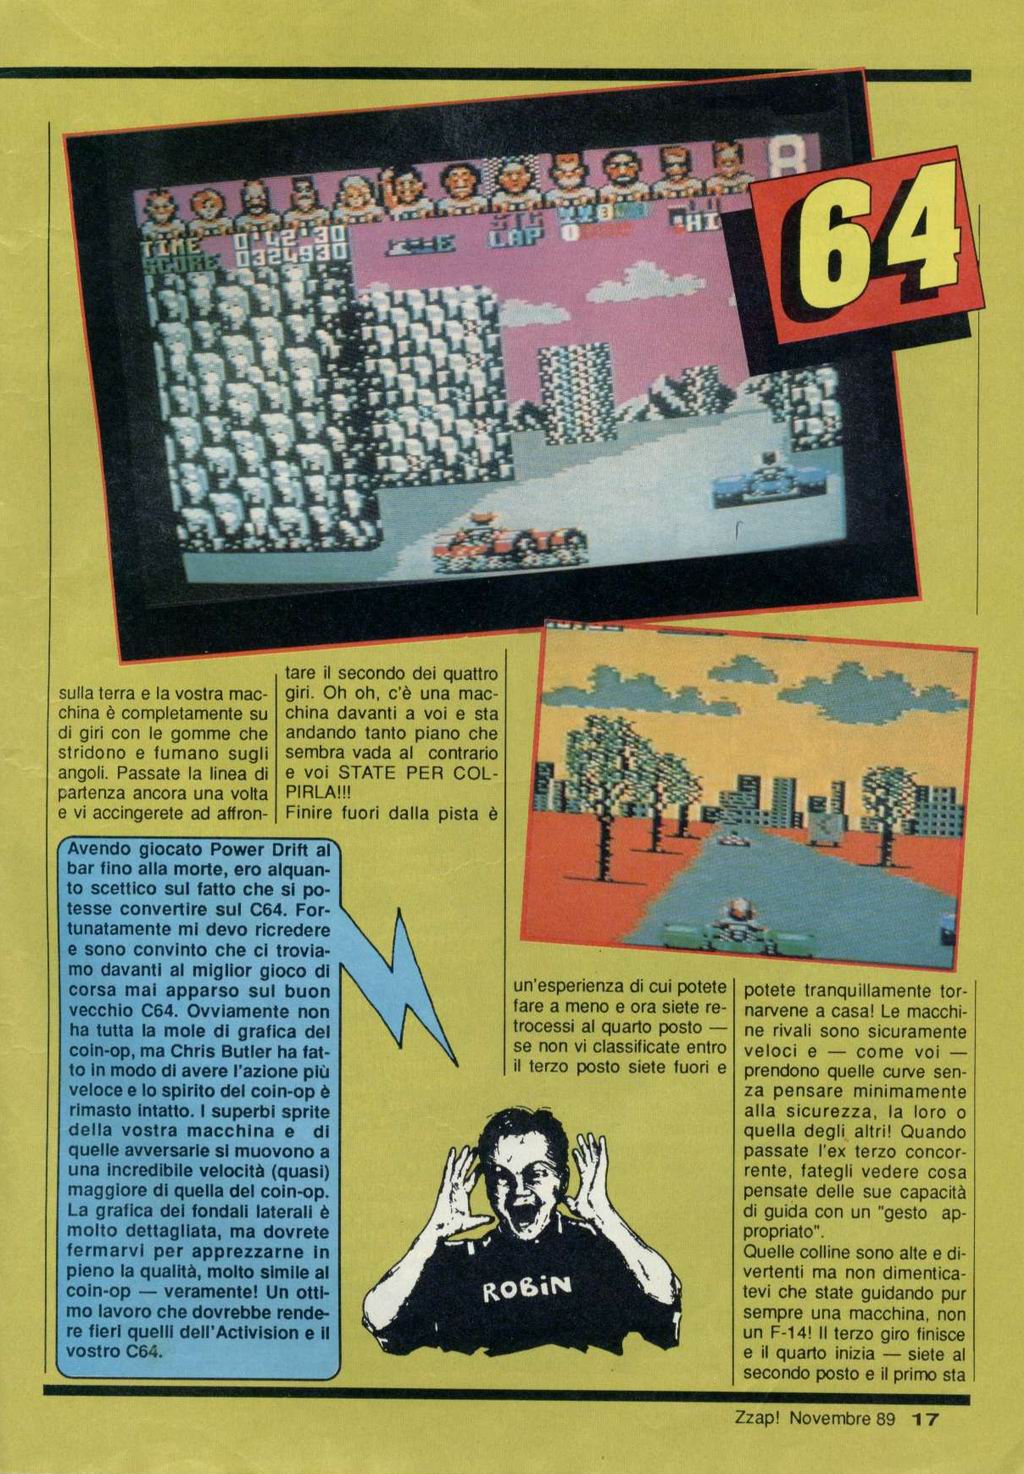 TIME 0'42"30
SCORE 0324930
LAP
0
HI
8
64
sulla terra e la vostra mac-
china è completamente su
di giri con le gomme che
stridono e fumano sugli
angoli. Passate la linea di
partenza ancora una volta
e vi accingerete ad affron-
tare il secondo dei quattro
giri. Oh oh, c'è una mac-
china davanti a voi e sta
andando tanto piano che
sembra vada al contrario
e voi STATE PER COL-
PIRLA!!!
Finire fuori dalla pista è
un'esperienza di cui potete
fare a meno e ora siete re-
trocessi al quarto posto —
se non vi classificate entro
il terzo posto siete fuori e
potete tranquillamente tor-
narvene a casa! Le macchi-
ne rivali sono sicuramente
veloci e — come voi —
prendono quelle curve sen-
za pensare minimamente
alla sicurezza, la loro o
quella degli altri! Quando
passate l'ex terzo concor-
rente, fategli vedere cosa
pensate delle sue capacità
di guida con un "gesto ap-
propriato".
Quelle colline sono alte e di-
vertenti ma non dimentica-
tevi che state guidando pur
sempre una macchina, non
un F-14! Il terzo giro finisce
e il quarto inizia — siete al
secondo posto e il primo sta
Avendo giocato Power Drift al
bar fino alla morte, ero alquan-
to scettico sul fatto che si po-
tesse convertire sul C64. For-
tunatamente mi devo ricredere
e sono convinto che ci trovia-
mo davanti al miglior gioco di
corsa mai apparso sul buon
vecchio C64. Ovviamente non
ha tutta la mole di grafica del
coin-op, ma Chris Butler ha fat-
to in modo di avere l'azione più
veloce e lo spirito del coin-op è
rimasto intatto. I superbi sprite
della vostra macchina e di
quelle avversarie si muovono a
una incredibile velocità (quasi)
maggiore di quella del coin-op.
La grafica dei fondali laterali è
molto dettagliata, ma dovrete
fermarvi per apprezzarne in
pieno la qualità, molto simile al
coin-op — veramente! Un otti-
mo lavoro che dovrebbe rende-
re fieri quelli dell'Activision e il
vostro C64.
ROBiN
Zzap! Novembre 89 17